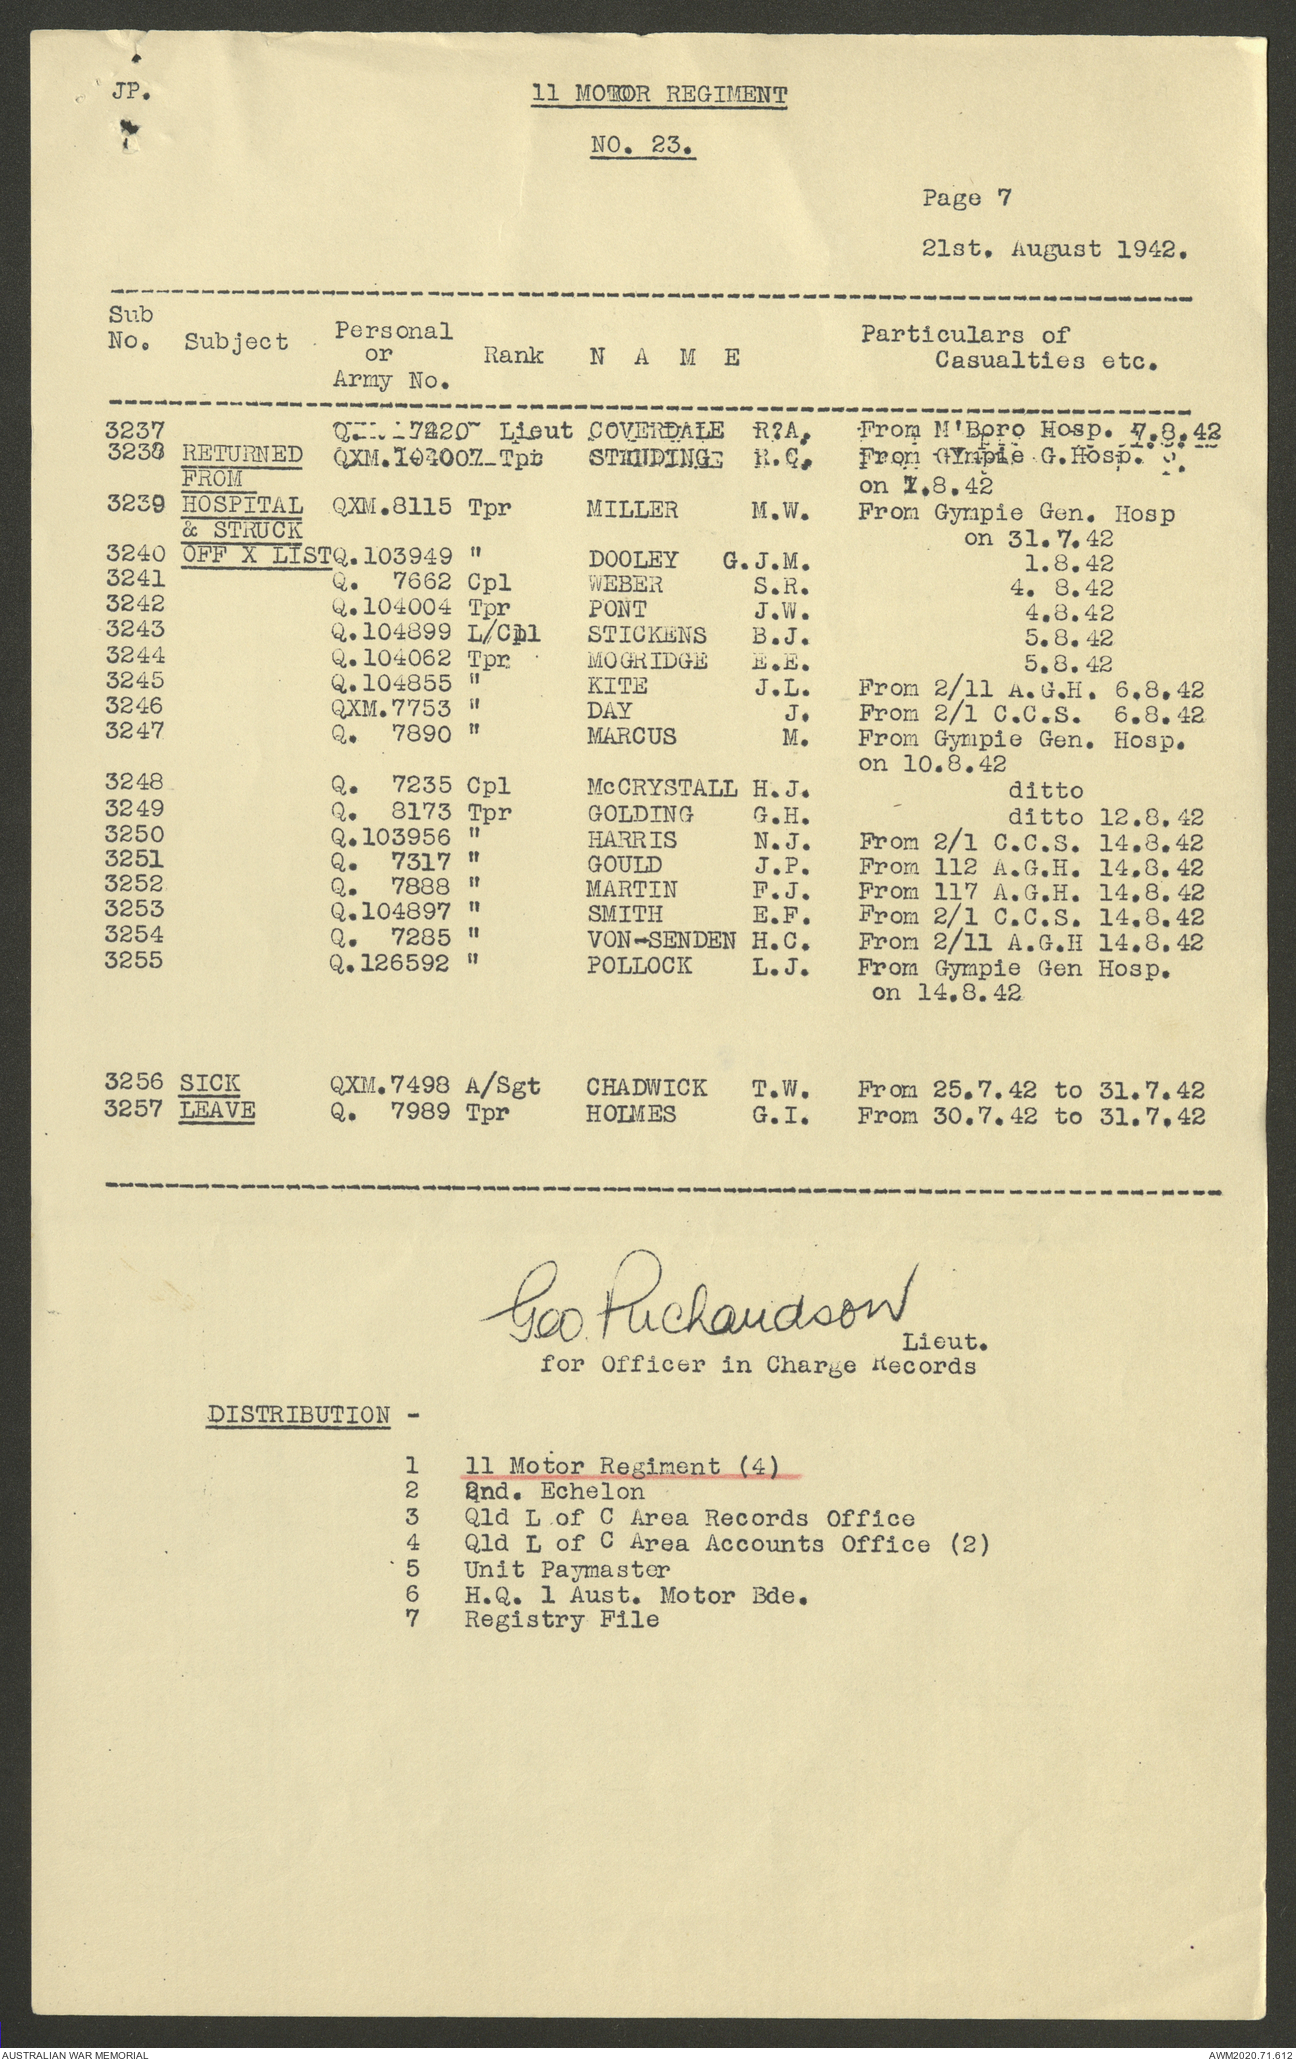 JP.
11 MOTOR REGIMENT
NO. 23.
Page 7
21st. August 1942.
Sub No. Subject Personal or Army No. Rank N A M E Particulars of Casualties etc.
3237 Lieut COVERDALE R?A. From M'Boro Hosp. 7.8.42
3238 RETURNED Tpr STANDING R.C. From Gympie G.Hosp.
FROM on 1.8.42
3239 HOSPITAL QXM.8115 Tpr MILLER M.W. From Gympie Gen. Hosp
& STRUCK on 31.7.42
3240 OFF X LIST Q.103949 " DOOLEY G.J.M. 1.8.42
3241 Q. 7662 Cpl WEBER S.R. 4. 8.42
3242 Q.104004 Tpr PONT J.W. 4.8.42
3243 Q.104899 L/Cpl STICKENS B.J. 5.8.42
3244 Q.104062 Tpr MOGRIDGE E.E. 5.8.42
3245 Q.104855 " KITE J.L. From 2/11 A.G.H. 6.8.42
3246 QXM.7753 " DAY J. From 2/1 C.C.S. 6.8.42
3247 Q. 7890 " MARCUS M. From Gympie Gen. Hosp.
on 10.8.42
3248 Q. 7235 Cpl McCRYSTALL H.J. ditto
3249 Q. 8173 Tpr GOLDING G.H. ditto 12.8.42
3250 Q.103956 " HARRIS N.J. From 2/1 C.C.S. 14.8.42
3251 Q. 7317 " GOULD J.P. From 112 A.G.H. 14.8.42
3252 Q. 7888 " MARTIN F.J. From 117 A.G.H. 14.8.42
3253 Q.104897 " SMITH E.F. From 2/1 C.C.S. 14.8.42
3254 Q. 7285 " VON-SENDEN H.C. From 2/11 A.G.H 14.8.42
3255 Q.126592 " POLLOCK L.J. From Gympie Gen Hosp.
on 14.8.42
3256 SICK QXM.7498 A/Sgt CHADWICK T.W. From 25.7.42 to 31.7.42
3257 LEAVE Q. 7989 Tpr HOLMES G.I. From 30.7.42 to 31.7.42
Geo. Richardson
Lieut.
for Officer in Charge Records
DISTRIBUTION -
1 11 Motor Regiment (4)
2 2nd. Echelon
3 Qld L of C Area Records Office
4 Qld L of C Area Accounts Office (2)
5 Unit Paymaster
6 H.Q. 1 Aust. Motor Bde.
7 Registry File
AUSTRALIAN WAR MEMORIAL
AWM2020.71.612